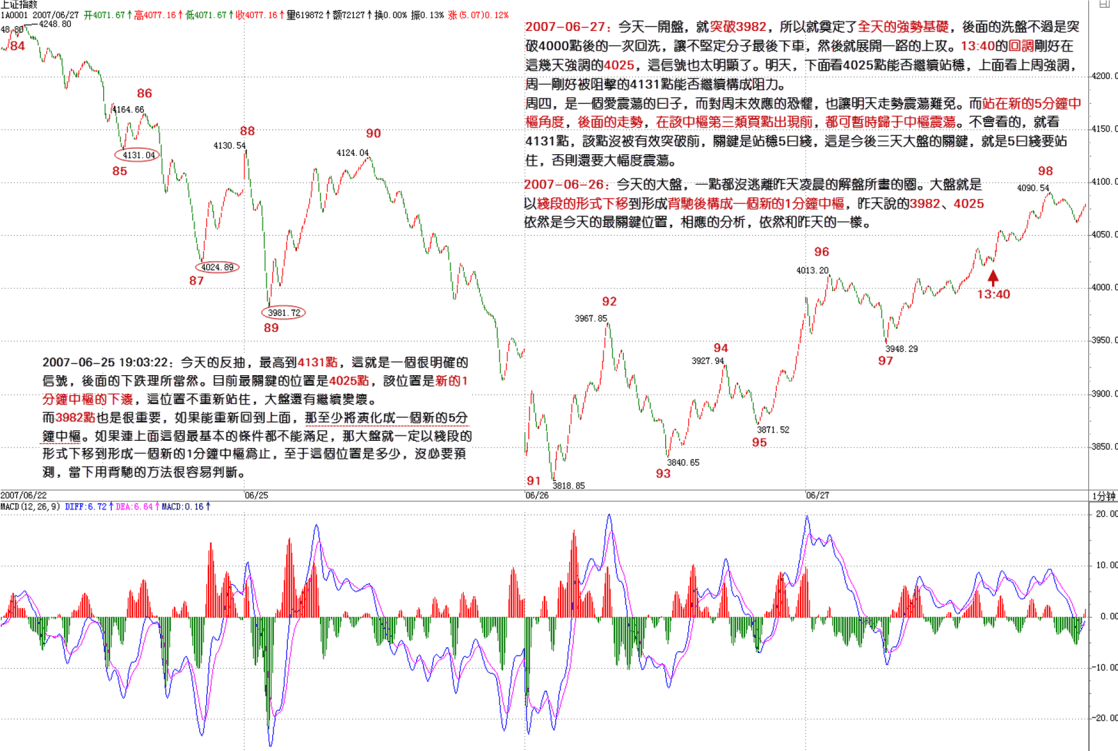 上证指数
1A0001 2007/06/27 开4071.67↑高4077.16↑低4071.67↑收4077.16↑量619872↑额72127↑换0.00% 振0.13% 涨(5.07)0.12%
48.80
4248.80
84
4164.66
86
4131.04
85
88
4130.54
90
4124.04
4024.89
87
3981.72
89
2007-06-27：今天一開盤，就突破3982，所以就奠定了全天的強勢基礎，後面的洗盤不過是突
破4000點後的一次回洗，讓不堅定分子最後下車，然後就展開一路的上攻。13:40的回調剛好在
這幾天強調的4025，這信號也太明顯了。明天，下面看4025點能否繼續站穩，上面看上周強調，
周一剛好被阻擊的4131點能否繼續構成阻力。
周四，是一個愛震蕩的日子，而對周末效應的恐懼，也讓明天走勢震蕩難免。而站在新的5分鐘中
樞角度，後面的走勢，在該中樞第三類買點出現前，都可暫時歸于中樞震蕩。不會看的，就看
4131點，該點沒被有效突破前，關鍵是站穩5日綫，這是今後三天大盤的關鍵，就是5日綫要站
住，否則還要大幅度震蕩。
2007-06-26：今天的大盤，一點都沒逃離昨天凌晨的解盤所畫的圈。大盤就是
以綫段的形式下移到形成背馳後構成一個新的1分鐘中樞，昨天說的3982、4025
依然是今天的最關鍵位置，相應的分析，依然和昨天的一樣。
98
4090.54
96
4013.20
13:40
92
3967.85
94
3927.94
3948.29
97
3871.52
95
3840.65
93
91
3818.85
2007-06-25 19:03:22：今天的反抽，最高到4131點，這就是一個很明確的
信號，後面的下跌理所當然。目前最關鍵的位置是4025點，該位置是新的1
分鐘中樞的下邊，這位置不重新站住，大盤還有繼續變壞。
而3982點也是很重要，如果能重新回到上面，那至少將演化成一個新的5分
鐘中樞。如果連上面這個最基本的條件都不能滿足，那大盤就一定以綫段的
形式下移到形成一個新的1分鐘中樞爲止，至于這個位置是多少，沒必要預
測，當下用背馳的方法很容易判斷。
4200.0
4150.0
4100.0
4050.0
4000.0
3950.0
3900.0
3850.0
2007/06/22
06/25
06/26
06/27
1分钟
MACD(12,26,9) DIFF:6.72↑DEA:6.64↑MACD:0.16↑
20.00
10.00
0.00
-10.00
-20.00